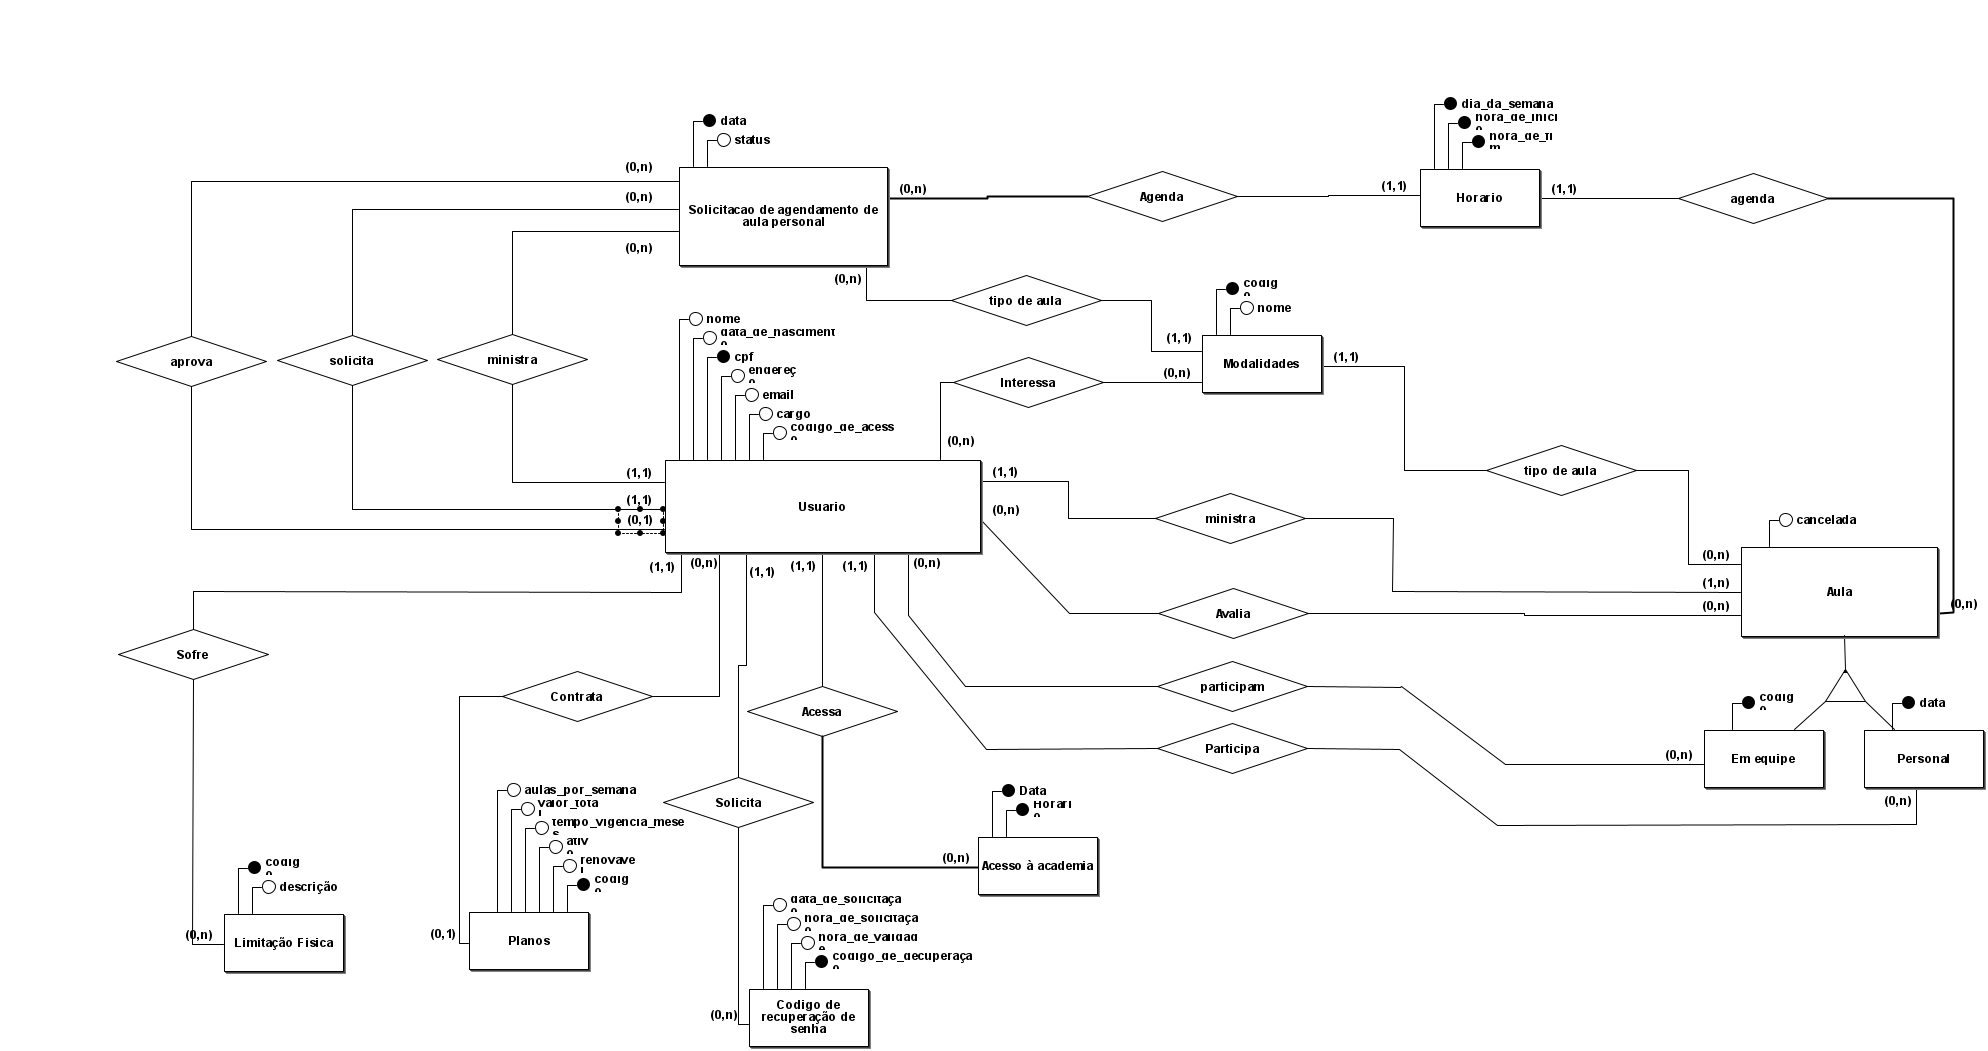 dia_da_semana
hora_de_inici
o
hora_de_fi
m
data
status
(0,n)
(0,n)
(0,n)
Solicitacao de agendamento de
aula personal
(0,n)
Agenda
(1,1)
Horario
(1,1)
agenda
(0,n)
tipo de aula
(1,1)
codig
o
nome
Modalidades
(1,1)
aprova
solicita
ministra
nome
data_de_nasciment
o
cpf
endereç
o
email
cargo
codigo_de_acess
o
Interessa
(0,n)
(0,n)
tipo de aula
(1,1)
(1,1)
(0,1)
Usuario
(1,1)
(0,n)
ministra
cancelada
(0,n)
(1,n)
(0,n)
Aula
(0,n)
(1,1)
(0,n)
(1,1)
(1,1)
(1,1)
(0,n)
Avalia
Sofre
Contrata
Acessa
participam
Participa
codig
o
data
(0,n)
Em equipe
Personal
(0,n)
aulas_por_semana
valor_tota
l
tempo_vigencia_mese
s
ativ
o
renovave
l
codig
o
Solicita
Data
Horari
o
(0,n)
Acesso à academia
codig
o
descrição
(0,n)
Limitação Fisica
(0,1)
Planos
data_de_solicitaçã
o
hora_de_solicitaçã
o
hora_de_validad
e
codigo_de_decuperaçã
o
(0,n)
Codigo de
recuperação de
senha